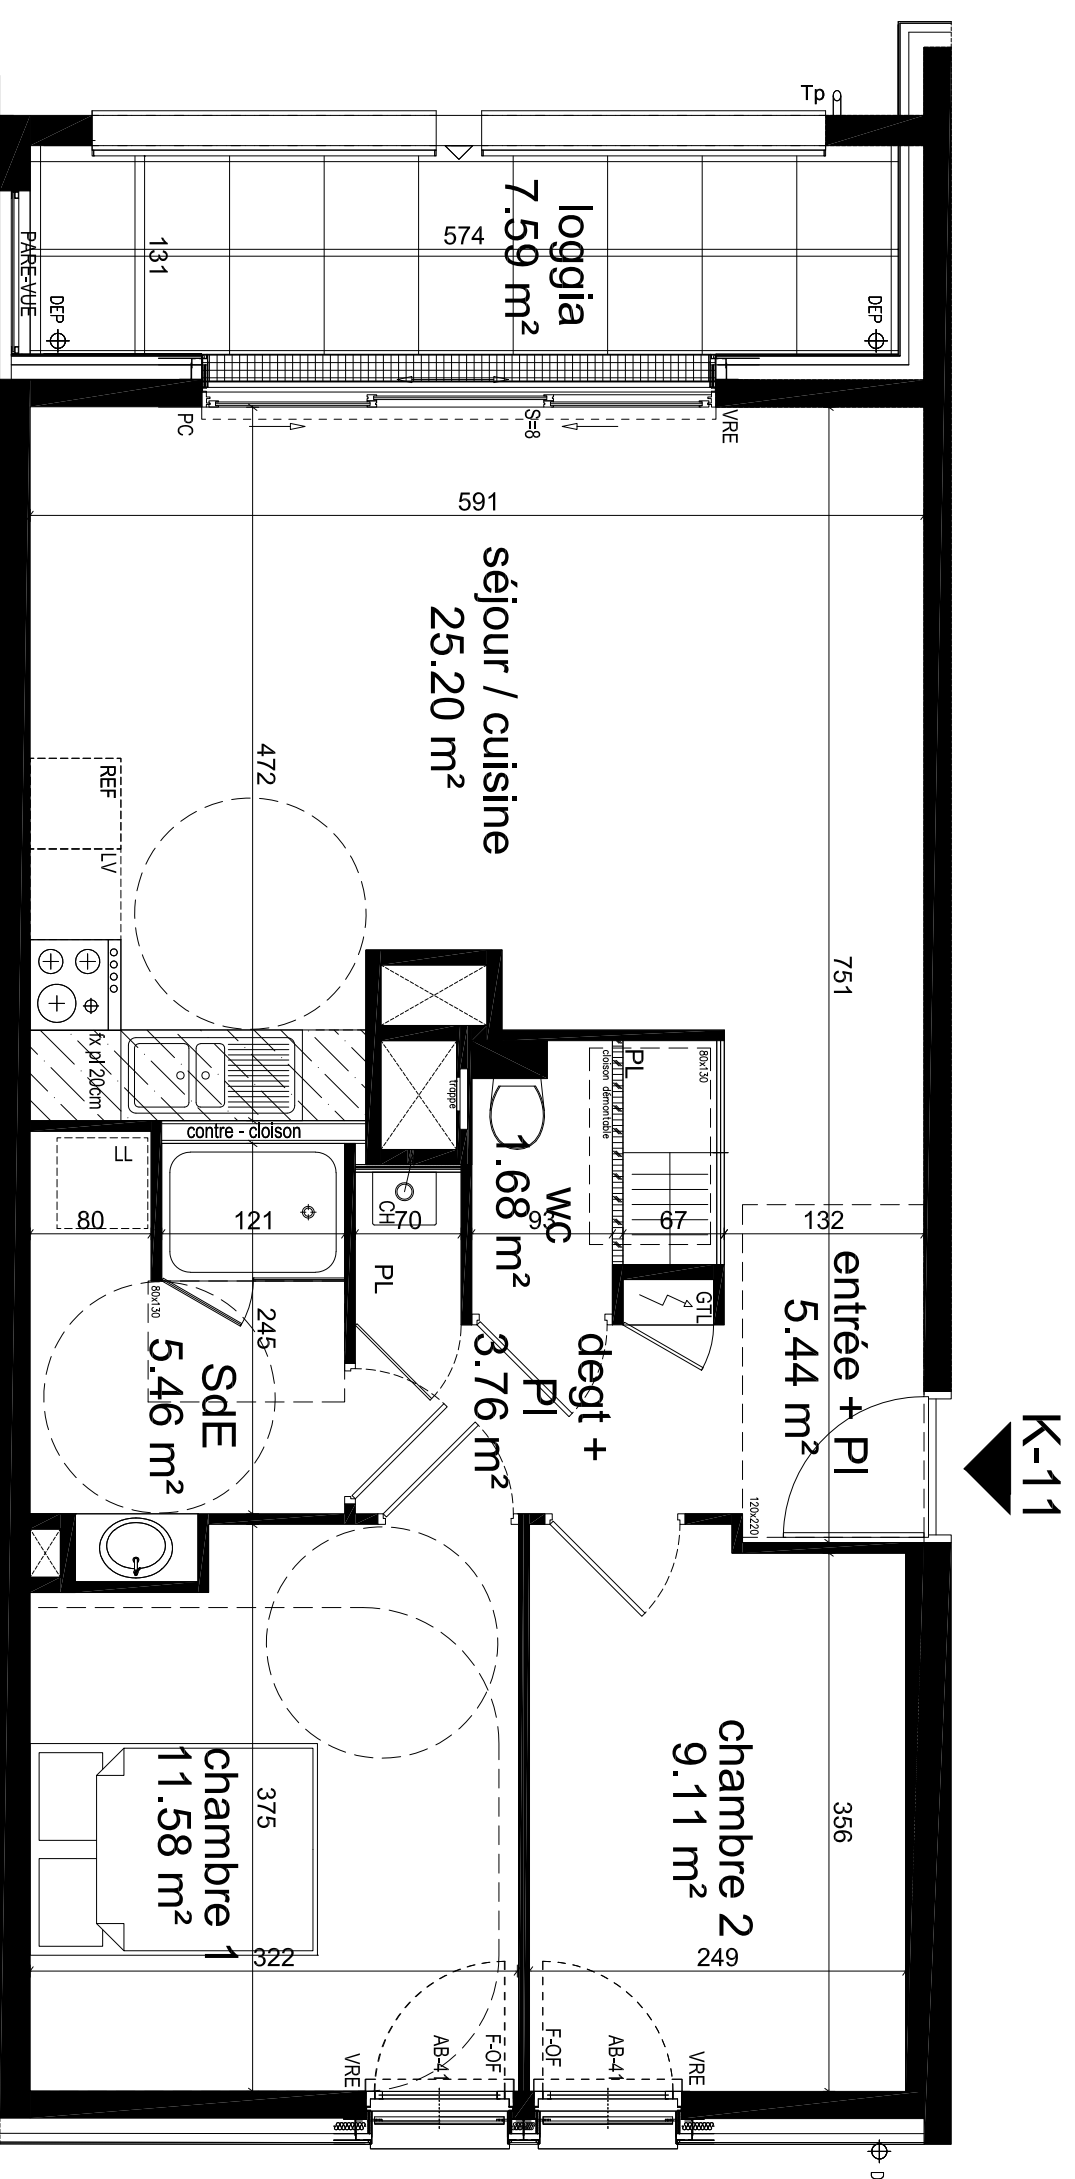 Tp
loggia
7.59 m²
574
131
PARE-VUE
DEP
DEP
PC
S=8
VRE
591
séjour / cuisine
25.20 m²
472
751
REF
LV
fx pl 20cm
contre - cloison
trappe
PL
80x130
cloison démontable
LL
CH
80
121
70
93
67
132
wc
1.68 m²
PL
GTL
entrée + Pl
5.44 m²
120x220
K-11
degt +
Pl
3.76 m²
80x130
245
SdE
5.46 m²
chambre 1
11.58 m²
375
322
chambre 2
9.11 m²
356
249
VRE
AB-41
F-OF
F-OF
AB-41
VRE
D